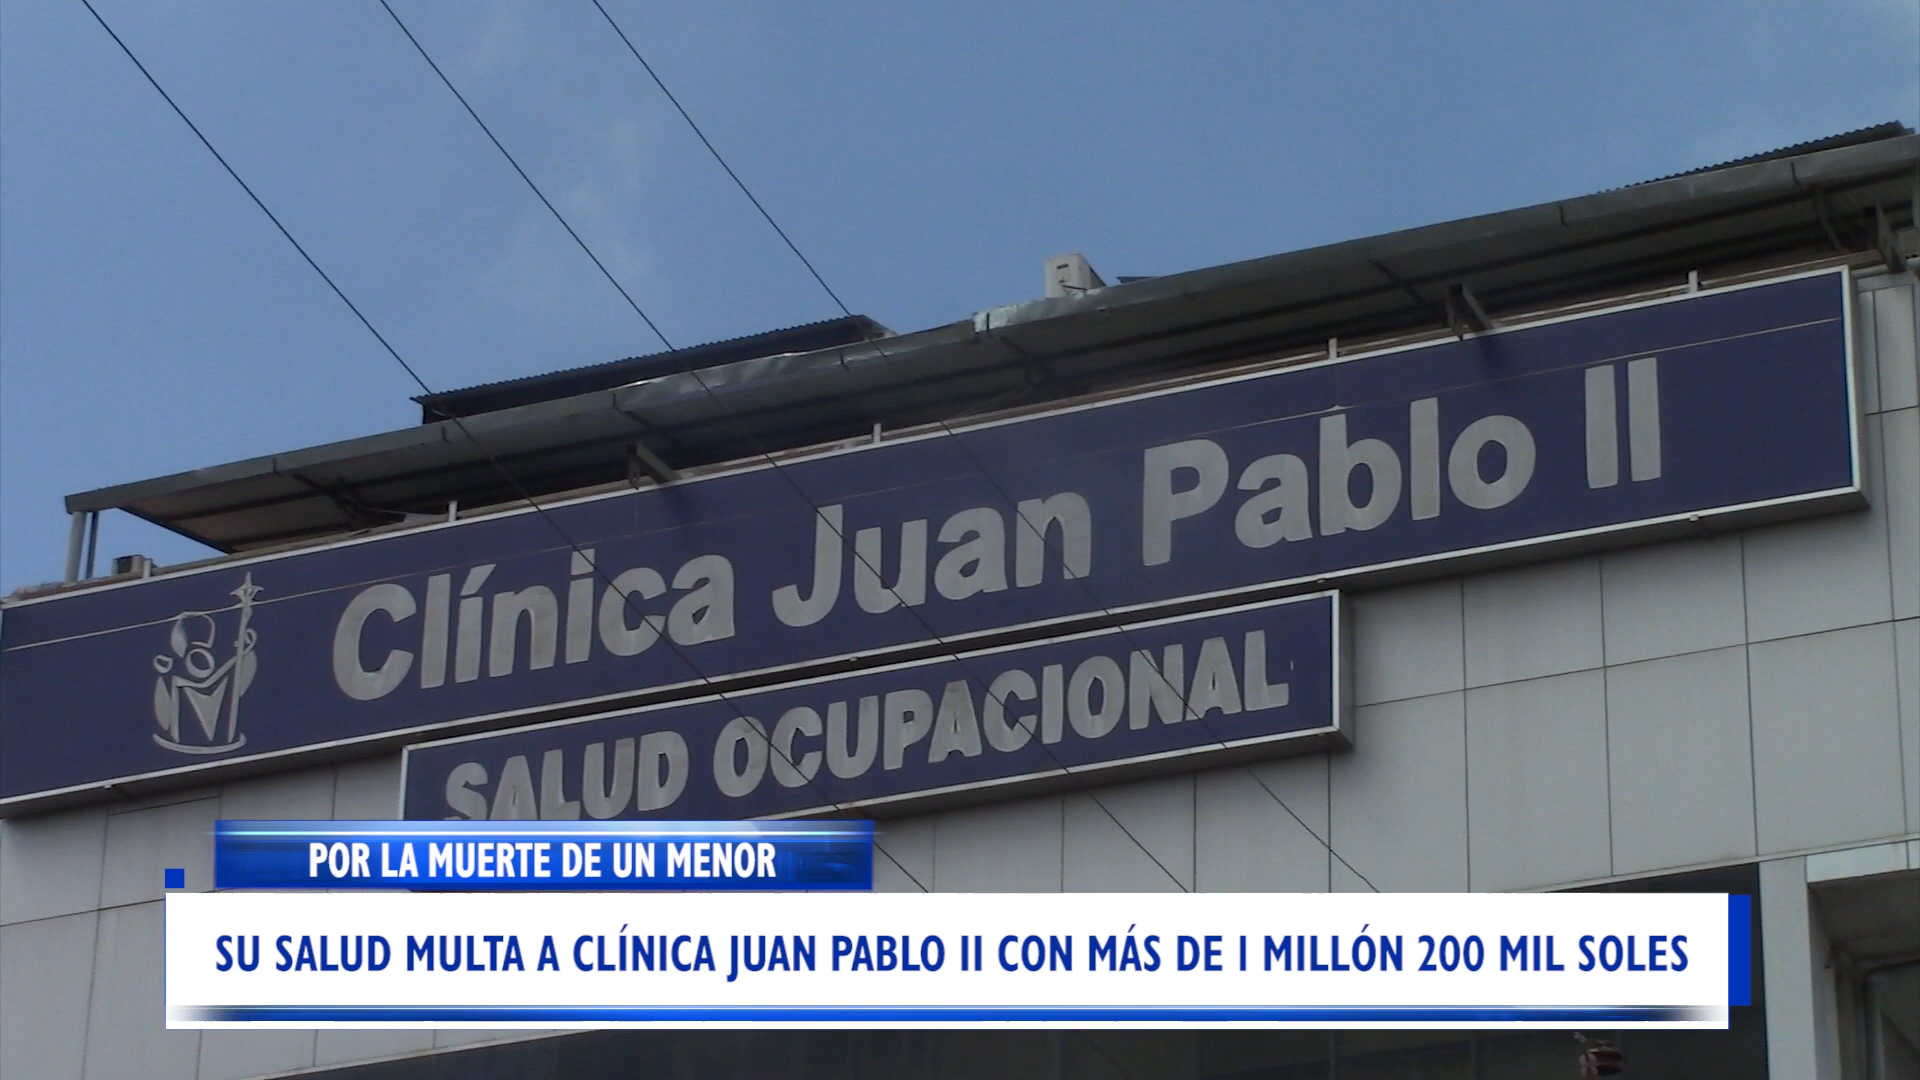 Clínica Juan Pablo II
SALUD OCUPACIONAL
POR LA MUERTE DE UN MENOR
SU SALUD MULTA A CLÍNICA JUAN PABLO II CON MÁS DE 1 MILLÓN 200 MIL SOLES